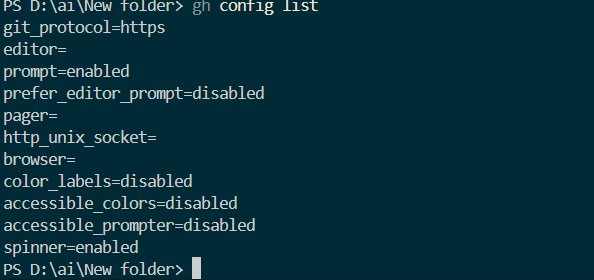 PS D:\ai\New folder> gh config list
git_protocol=https
editor=
prompt=enabled
prefer_editor_prompt=disabled
pager=
http_unix_socket=
browser=
color_labels=disabled
accessible_colors=disabled
accessible_prompter=disabled
spinner=enabled
PS D:\ai\New folder>